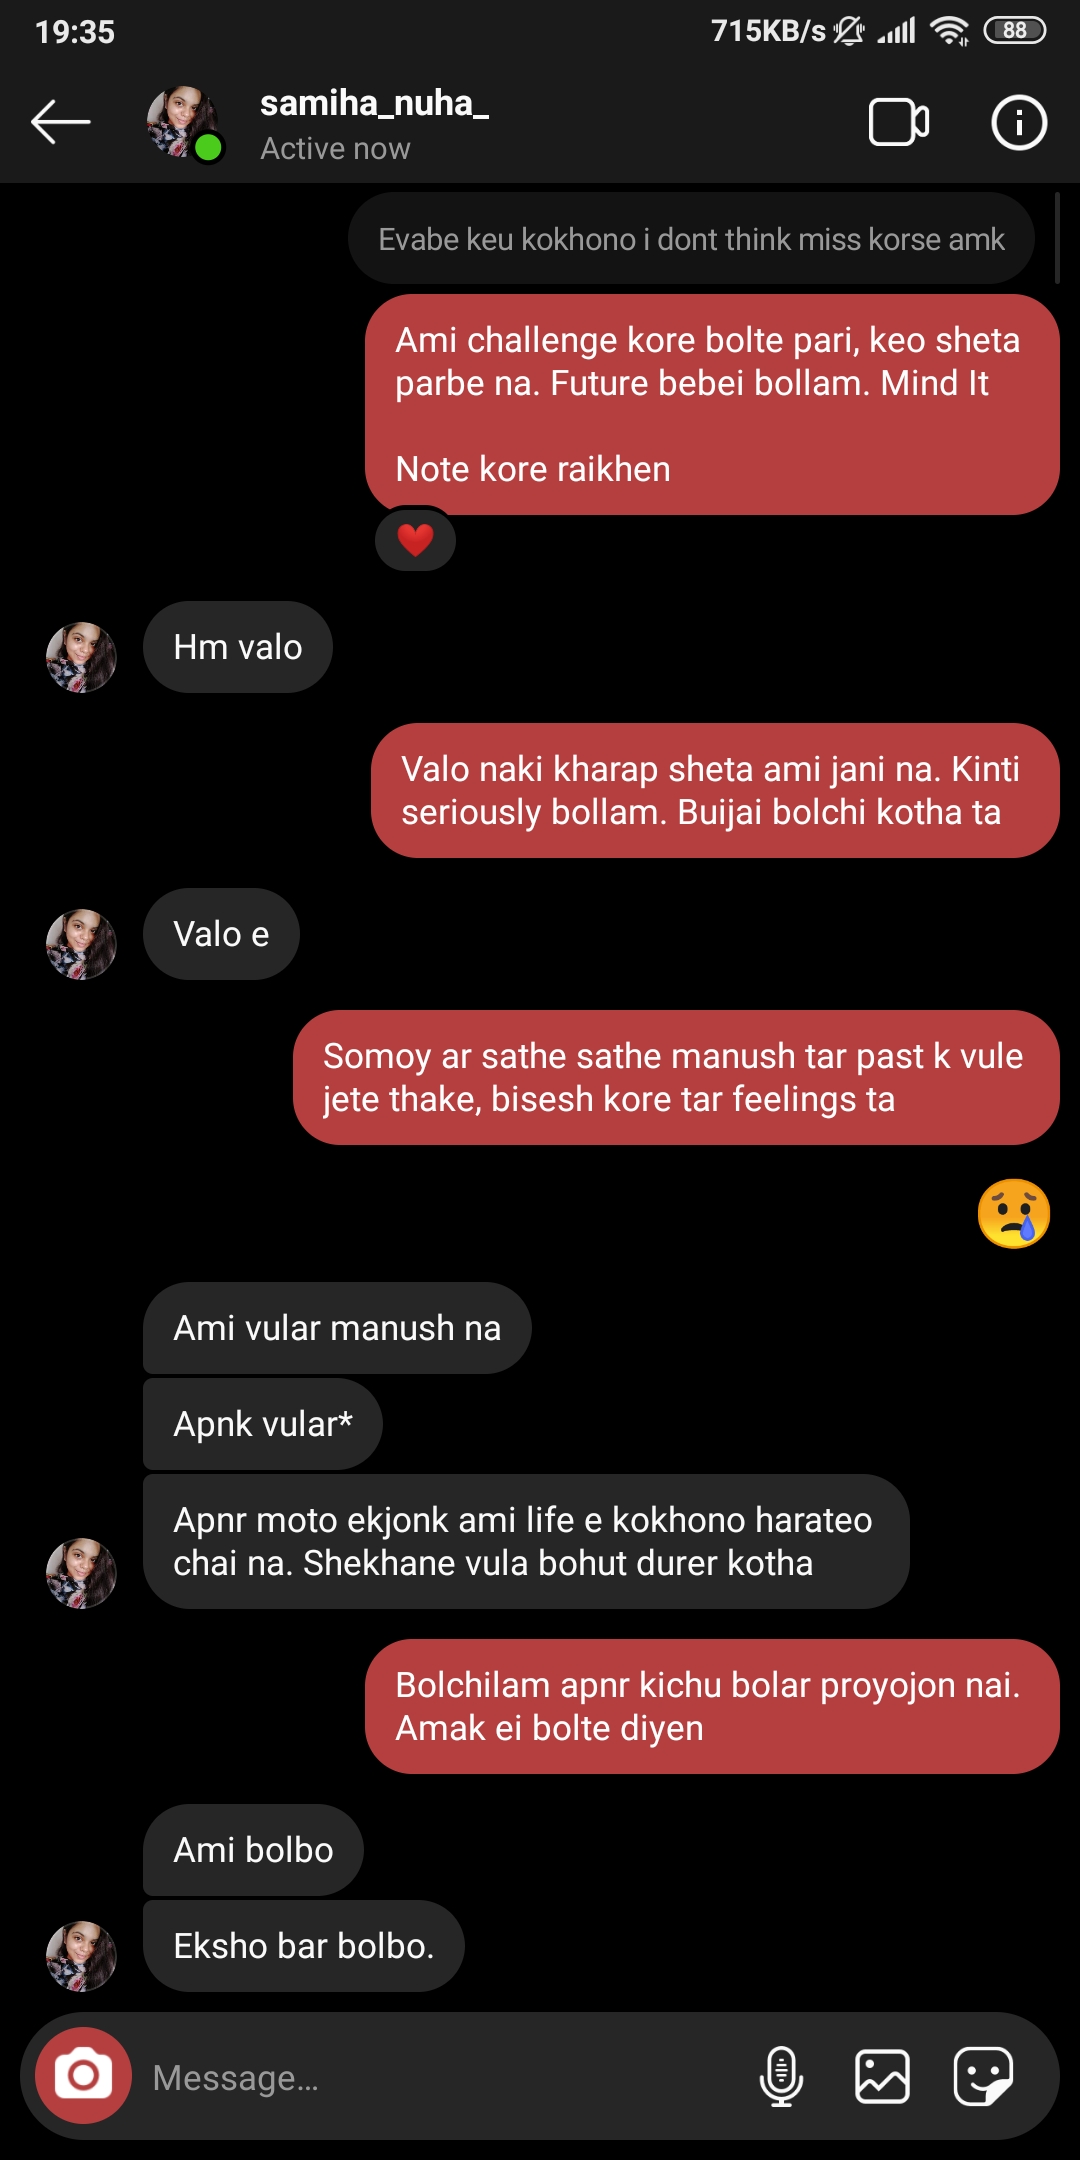 19:35
715KB/s
88
samiha_nuha_
Active now
Evabe keu kokhono i dont think miss korse amk
Ami challenge kore bolte pari, keo sheta
parbe na. Future bebei bollam. Mind It
Note kore raikhen
Hm valo
Valo naki kharap sheta ami jani na. Kinti
seriously bollam. Buijai bolchi kotha ta
Valo e
Somoy ar sathe sathe manush tar past k vule
jete thake, bisesh kore tar feelings ta
Ami vular manush na
Apnk vular*
Apnr moto ekjonk ami life e kokhono harateo
chai na. Shekhane vula bohut durer kotha
Bolchilam apnr kichu bolar proyojon nai.
Amak ei bolte diyen
Ami bolbo
Eksho bar bolbo.
Message...